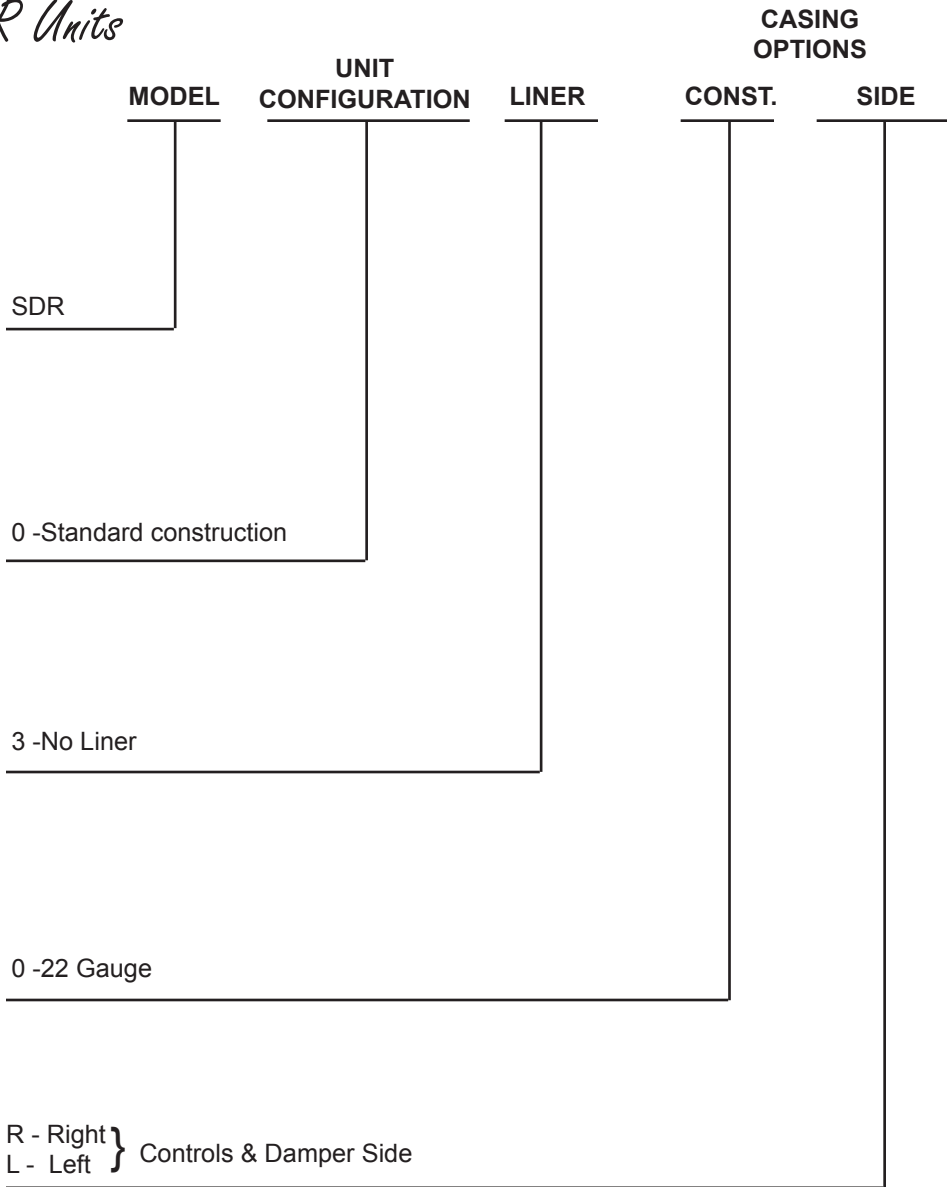 R Units
CASING
OPTIONS
UNIT
MODEL CONFIGURATION LINER CONST. SIDE
SDR
0 -Standard construction
3 -No Liner
0 -22 Gauge
R - Right
L - Left } Controls & Damper Side